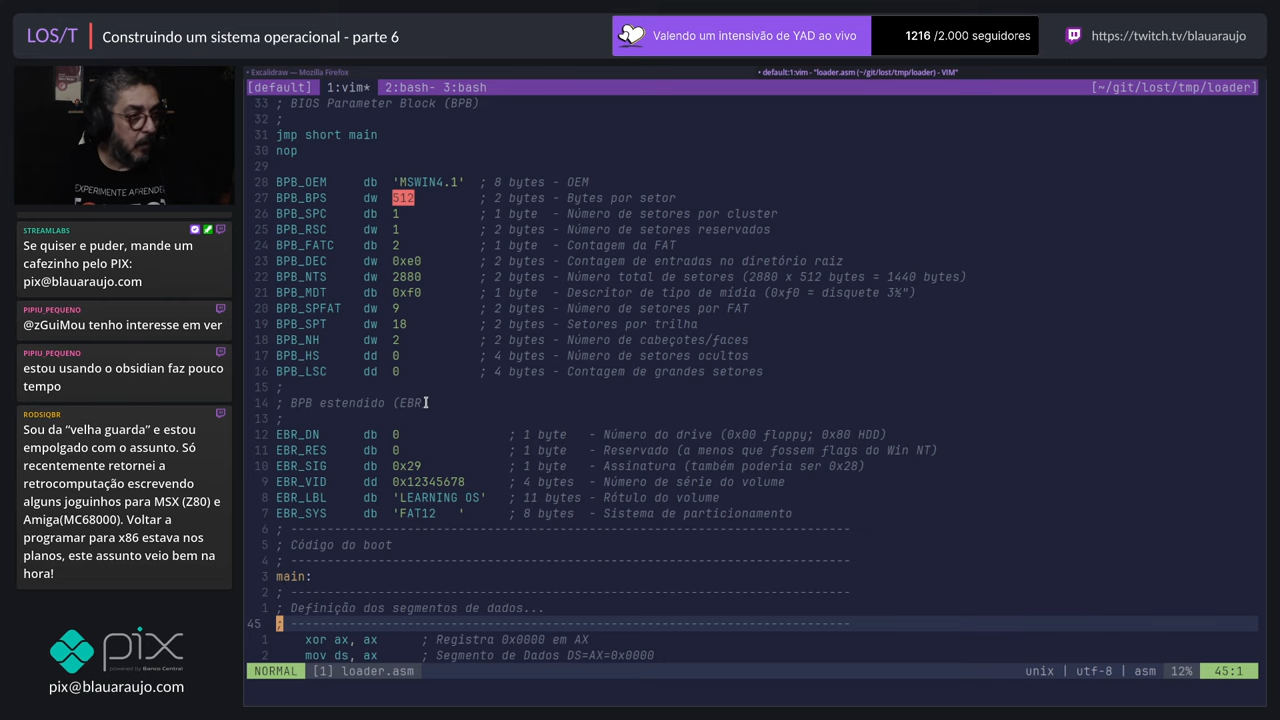 LOS/T
Construindo um sistema operacional - parte 6
Valendo um intensivão de YAD ao vivo
1216 /2.000 seguidores
https://twitch.tv/blauaraujo
EXPERIMENTE APRENDER
STREAMLABS
Se quiser e puder, mande um
cafezinho pelo PIX:
pix@blauaraujo.com
PIPIU_PEQUENO
@zGuiMou tenho interesse em ver
PIPIU_PEQUENO
estou usando o obsidian faz pouco
tempo
RODSIQBR
Sou da “velha guarda” e estou
empolgado com o assunto. Só
recentemente retornei a
retrocomputação escrevendo
alguns joguinhos para MSX (Z80) e
Amiga(MC68000). Voltar a
programar para x86 estava nos
planos, este assunto veio bem na
hora!
pix
powered by Banco Central
pix@blauaraujo.com
• Excalidraw — Mozilla Firefox
• default:1:vim - "loader.asm (~/git/lost/tmp/loader) - VIM"
[default] 1:vim* 2:bash- 3:bash [~/git/lost/tmp/loader]
33 ; BIOS Parameter Block (BPB)
32 ;
31 jmp short main
30 nop
29
28 BPB_OEM db 'MSWIN4.1' ; 8 bytes - OEM
27 BPB_BPS dw 512 ; 2 bytes - Bytes por setor
26 BPB_SPC db 1 ; 1 byte - Número de setores por cluster
25 BPB_RSC dw 1 ; 2 bytes - Número de setores reservados
24 BPB_FATC db 2 ; 1 byte - Contagem da FAT
23 BPB_DEC dw 0xe0 ; 2 bytes - Contagem de entradas no diretório raiz
22 BPB_NTS dw 2880 ; 2 bytes - Número total de setores (2880 x 512 bytes = 1440 bytes)
21 BPB_MDT db 0xf0 ; 1 byte - Descritor de tipo de mídia (0xf0 = disquete 3½")
20 BPB_SPFAT dw 9 ; 2 bytes - Número de setores por FAT
19 BPB_SPT dw 18 ; 2 bytes - Setores por trilha
18 BPB_NH dw 2 ; 2 bytes - Número de cabeçotes/faces
17 BPB_HS dd 0 ; 4 bytes - Número de setores ocultos
16 BPB_LSC dd 0 ; 4 bytes - Contagem de grandes setores
15 ;
14 ; BPB estendido (EBR
13 ;
12 EBR_DN db 0 ; 1 byte - Número do drive (0x00 floppy; 0x80 HDD)
11 EBR_RES db 0 ; 1 byte - Reservado (a menos que fossem flags do Win NT)
10 EBR_SIG db 0x29 ; 1 byte - Assinatura (também poderia ser 0x28)
9 EBR_VID dd 0x12345678 ; 4 bytes - Número de série do volume
8 EBR_LBL db 'LEARNING OS' ; 11 bytes - Rótulo do volume
7 EBR_SYS db 'FAT12   ' ; 8 bytes - Sistema de particionamento
6 ; -----------------------------------------------------------------------------
5 ; Código do boot
4 ; -----------------------------------------------------------------------------
3 main:
2 ; -----------------------------------------------------------------------------
1 ; Definição dos segmentos de dados...
45 ; -----------------------------------------------------------------------------
1 xor ax, ax ; Registra 0x0000 em AX
2 mov ds, ax ; Segmento de Dados DS=AX=0x0000
NORMAL [1] loader.asm unix | utf-8 | asm 12% 45:1